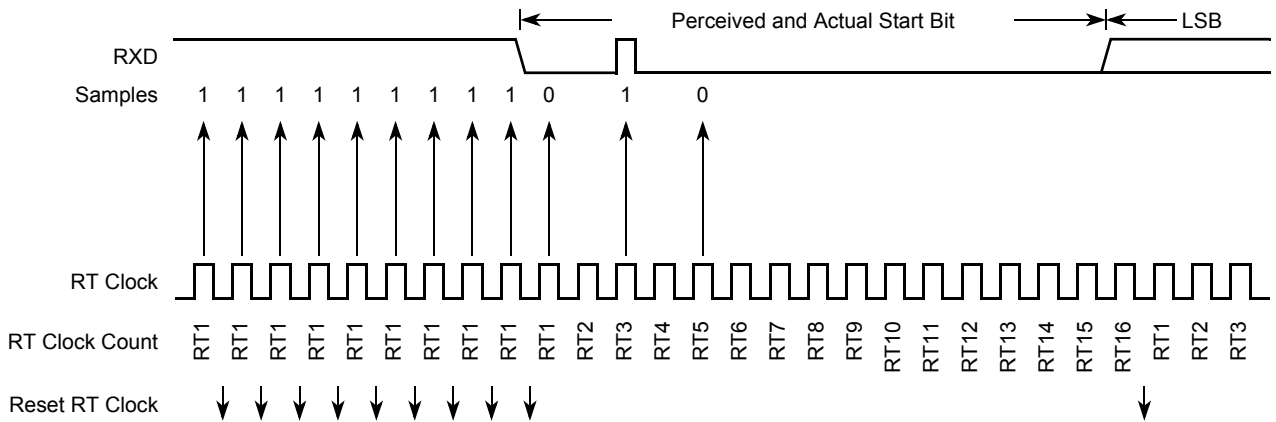 Perceived and Actual Start Bit
LSB
RXD
Samples 1 1 1 1 1 1 1 1 1 0 1 0
RT Clock
RT Clock Count RT1 RT1 RT1 RT1 RT1 RT1 RT1 RT1 RT1 RT1 RT2 RT3 RT4 RT5 RT6 RT7 RT8 RT9 RT10 RT11 RT12 RT13 RT14 RT15 RT16 RT1 RT2 RT3
Reset RT Clock